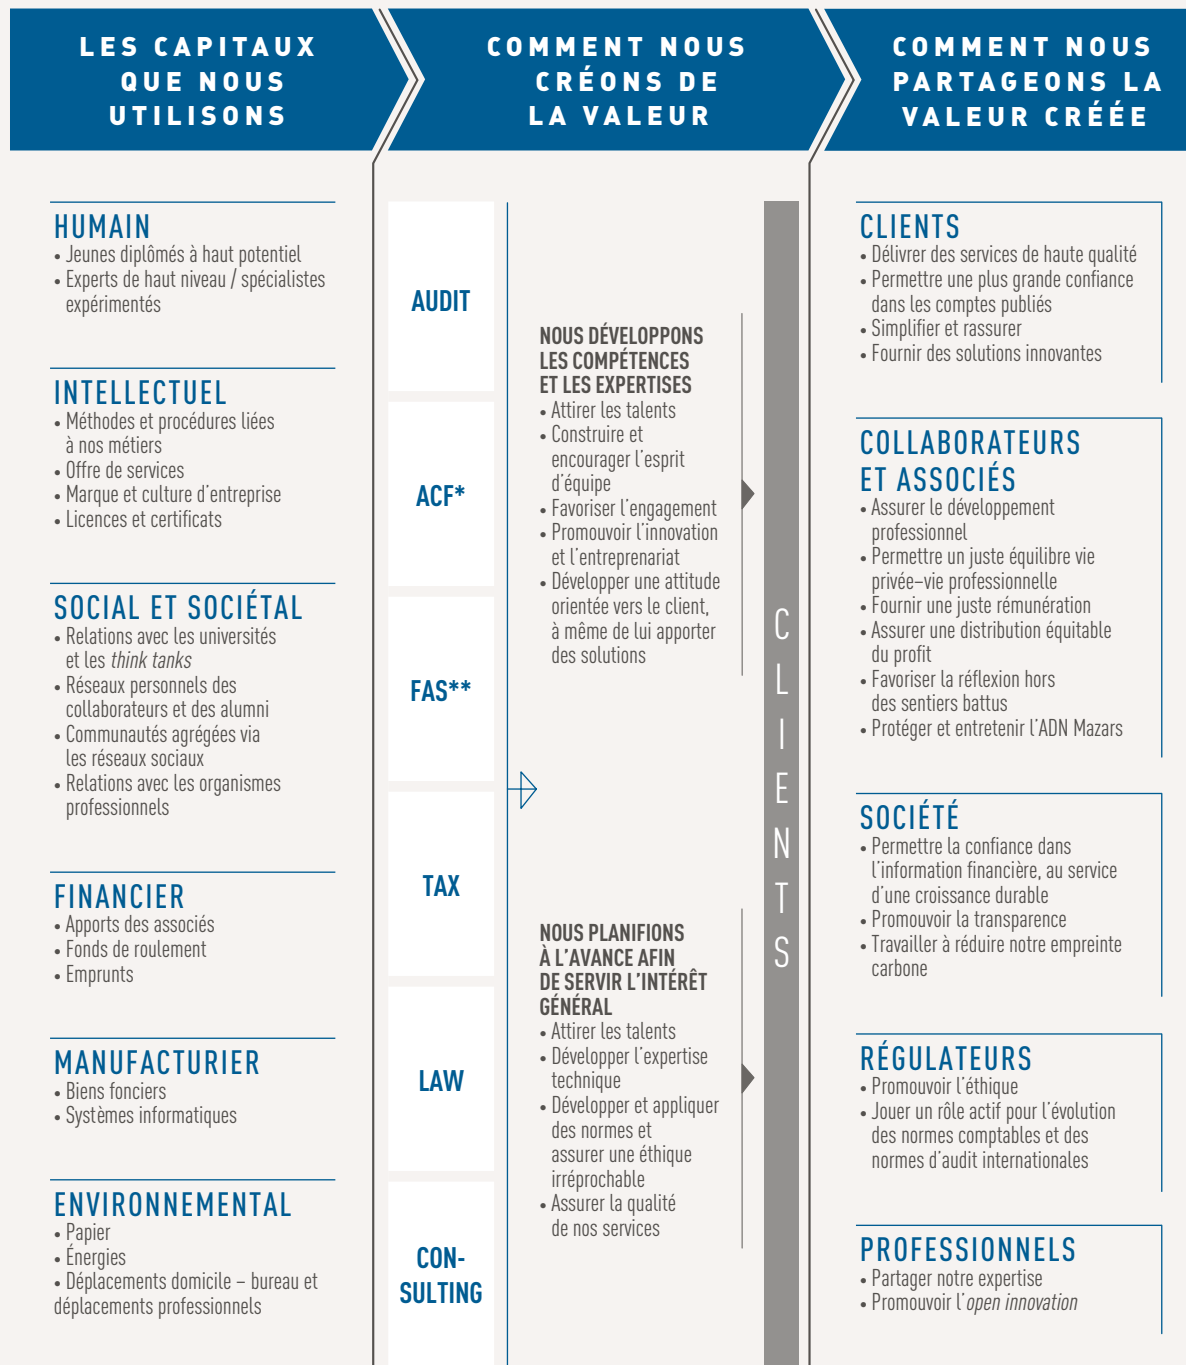 LES CAPITAUX
QUE NOUS
UTILISONS
COMMENT NOUS
CRÉONS DE
LA VALEUR
COMMENT NOUS
PARTAGEONS LA
VALEUR CRÉÉE
HUMAIN
• Jeunes diplômés à haut potentiel
• Experts de haut niveau / spécialistes
expérimentés
INTELLECTUEL
• Méthodes et procédures liées
à nos métiers
• Offre de services
• Marque et culture d'entreprise
• Licences et certificats
SOCIAL ET SOCIÉTAL
• Relations avec les universités
et les think tanks
• Réseaux personnels des
collaborateurs et des alumni
• Communautés agrégées via
les réseaux sociaux
• Relations avec les organismes
professionnels
FINANCIER
• Apports des associés
• Fonds de roulement
• Emprunts
MANUFACTURIER
• Biens fonciers
• Systèmes informatiques
ENVIRONNEMENTAL
• Papier
• Énergies
• Déplacements domicile – bureau et
déplacements professionnels
AUDIT
ACF*
FAS**
TAX
LAW
CON-
SULTING
NOUS DÉVELOPPONS
LES COMPÉTENCES
ET LES EXPERTISES
• Attirer les talents
• Construire et
encourager l'esprit
d'équipe
• Favoriser l'engagement
• Promouvoir l'innovation
et l'entreprenariat
• Développer une attitude
orientée vers le client,
à même de lui apporter
des solutions
NOUS PLANIFIONS
À L'AVANCE AFIN
DE SERVIR L'INTÉRÊT
GÉNÉRAL
• Attirer les talents
• Développer l'expertise
technique
• Développer et appliquer
des normes et
assurer une éthique
irréprochable
• Assurer la qualité
de nos services
CLIENTS
CLIENTS
• Délivrer des services de haute qualité
• Permettre une plus grande confiance
dans les comptes publiés
• Simplifier et rassurer
• Fournir des solutions innovantes
COLLABORATEURS
ET ASSOCIÉS
• Assurer le développement
professionnel
• Permettre un juste équilibre vie
privée–vie professionnelle
• Fournir une juste rémunération
• Assurer une distribution équitable
du profit
• Favoriser la réflexion hors
des sentiers battus
• Protéger et entretenir l'ADN Mazars
SOCIÉTÉ
• Permettre la confiance dans
l'information financière, au service
d'une croissance durable
• Promouvoir la transparence
• Travailler à réduire notre empreinte
carbone
RÉGULATEURS
• Promouvoir l'éthique
• Jouer un rôle actif pour l'évolution
des normes comptables et des
normes d'audit internationales
PROFESSIONNELS
• Partager notre expertise
• Promouvoir l'open innovation